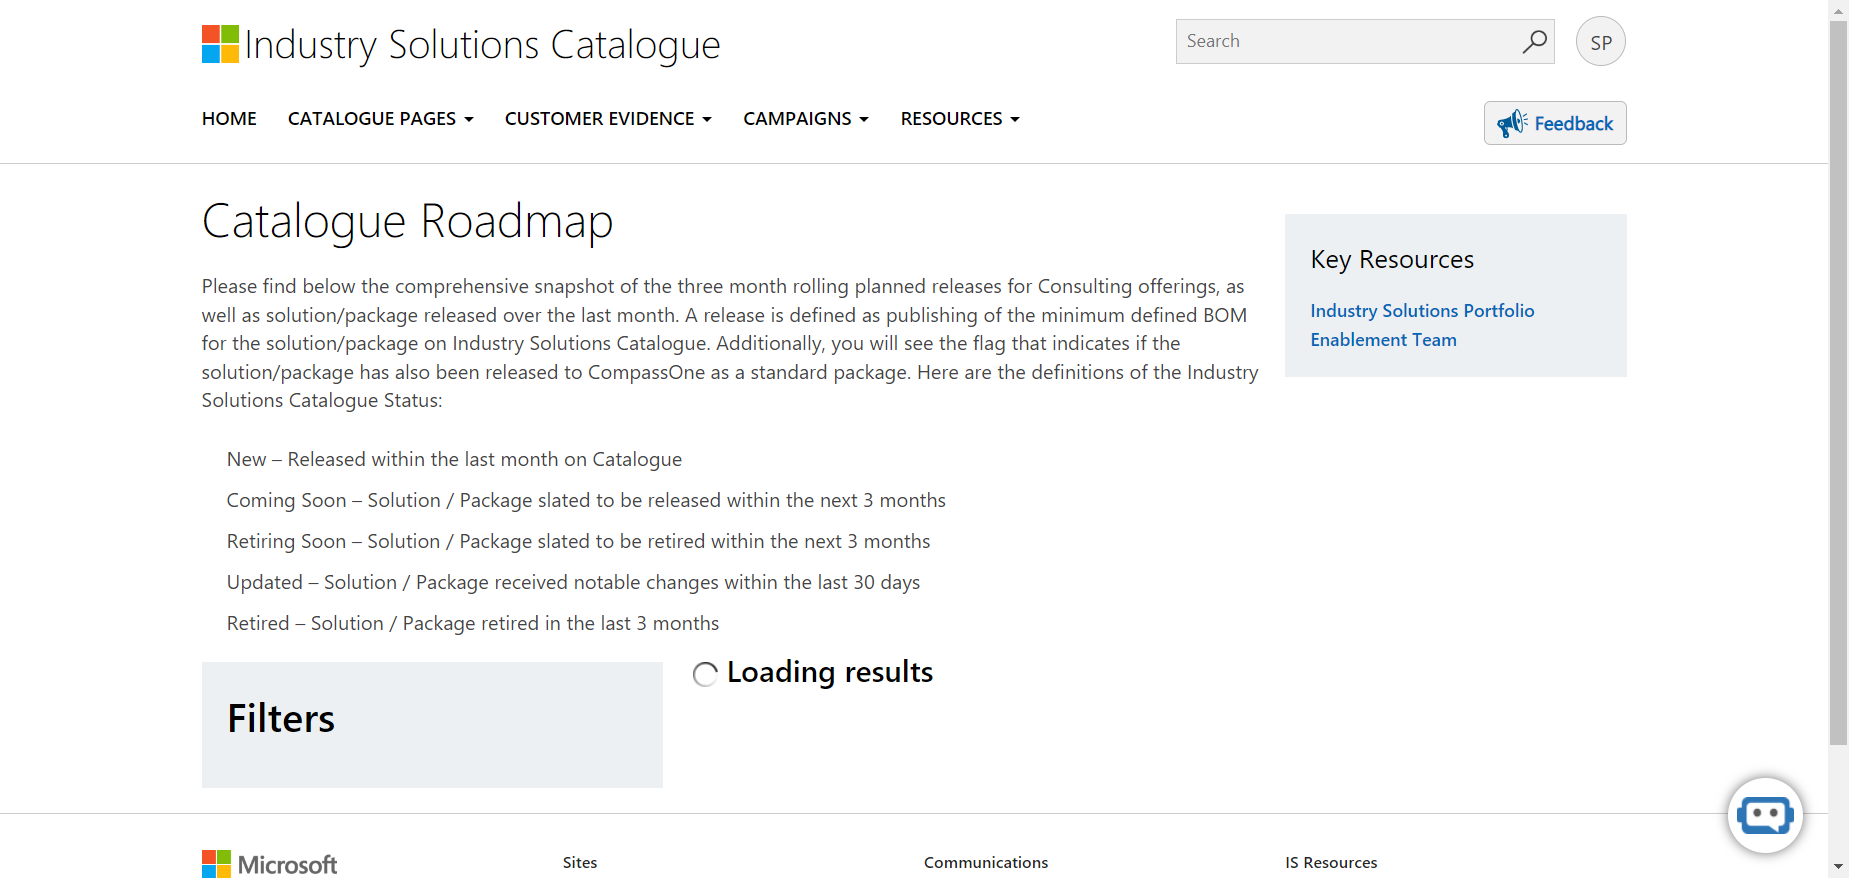 Industry Solutions Catalogue
Search
SP
HOME
CATALOGUE PAGES
CUSTOMER EVIDENCE
CAMPAIGNS
RESOURCES
Feedback
Catalogue Roadmap
Please find below the comprehensive snapshot of the three month rolling planned releases for Consulting offerings, as
well as solution/package released over the last month. A release is defined as publishing of the minimum defined BOM
for the solution/package on Industry Solutions Catalogue. Additionally, you will see the flag that indicates if the
solution/package has also been released to CompassOne as a standard package. Here are the definitions of the Industry
Solutions Catalogue Status:
New – Released within the last month on Catalogue
Coming Soon – Solution / Package slated to be released within the next 3 months
Retiring Soon – Solution / Package slated to be retired within the next 3 months
Updated – Solution / Package received notable changes within the last 30 days
Retired – Solution / Package retired in the last 3 months
Key Resources
Industry Solutions Portfolio
Enablement Team
Filters
Loading results
Microsoft
Sites
Communications
IS Resources